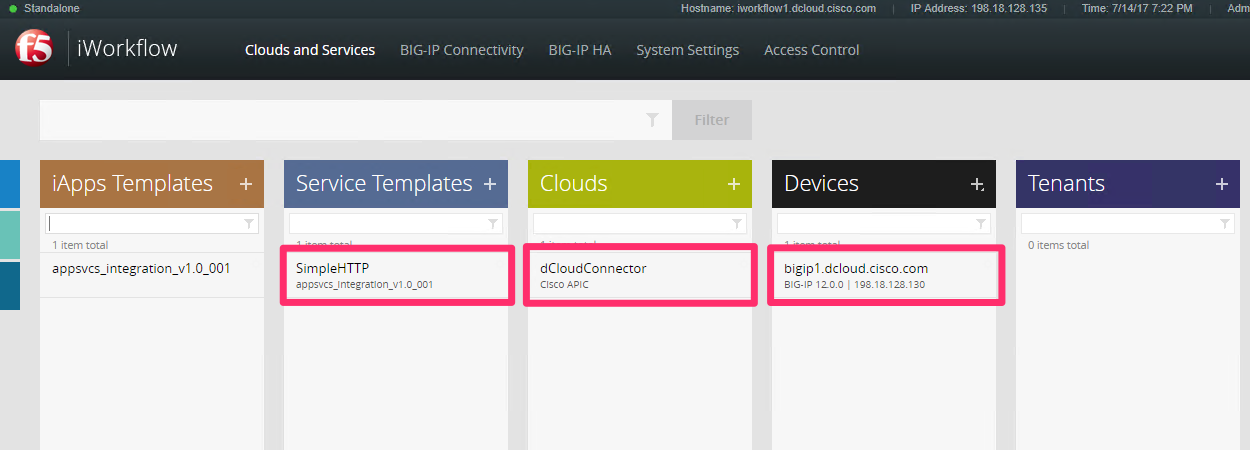 Standalone
Hostname: iworkflow1.dcloud.cisco.com
IP Address: 198.18.128.135
Time: 7/14/17 7:22 PM
Adm
f5
iWorkflow
Clouds and Services
BIG-IP Connectivity
BIG-IP HA
System Settings
Access Control
Filter
iApps Templates
1 item total
appsvcs_integration_v1.0_001
Service Templates
1 item total
SimpleHTTP
appsvcs_integration_v1.0_001
Clouds
1 item total
dCloudConnector
Cisco APIC
Devices
1 item total
bigip1.dcloud.cisco.com
BIG-IP 12.0.0 | 198.18.128.130
Tenants
0 items total